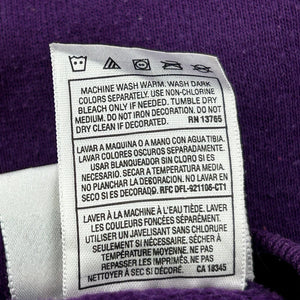 MACHINE WASH WARM. WASH DARK
COLORS SEPARATELY. USE NON-CHLORINE
BLEACH ONLY IF NEEDED. TUMBLE DRY
MEDIUM. DO NOT IRON DECORATION. DO NOT
DRY CLEAN IF DECORATED. RN 13765
LAVAR A MAQUINA O A MANO CON AGUA TIBIA.
LAVAR COLORES OSCUROS SEPARADAMENTE.
USAR BLANQUEADOR SIN CLORO SI ES
NECESARIO. SECAR A TEMPERATURA MEDIA.
NO PLANCHAR LA DECORACION. NO LAVAR EN
SECO SI ES DECORADO. RFC DFL-921106-CT1
LAVER À LA MACHINE À L'EAU TIÈDE. LAVER
LES COULEURS FONCÉES SÉPARÉMENT.
UTILISER UN JAVELLISANT SANS CHLORE
SEULEMENT SI NÉCESSAIRE. SÉCHER À
TEMPÉRATURE MOYENNE. NE PAS
REPASSER LES IMPRIMÉS. NE PAS
NETTOYER À SEC SI DÉCORÉ. CA 18345